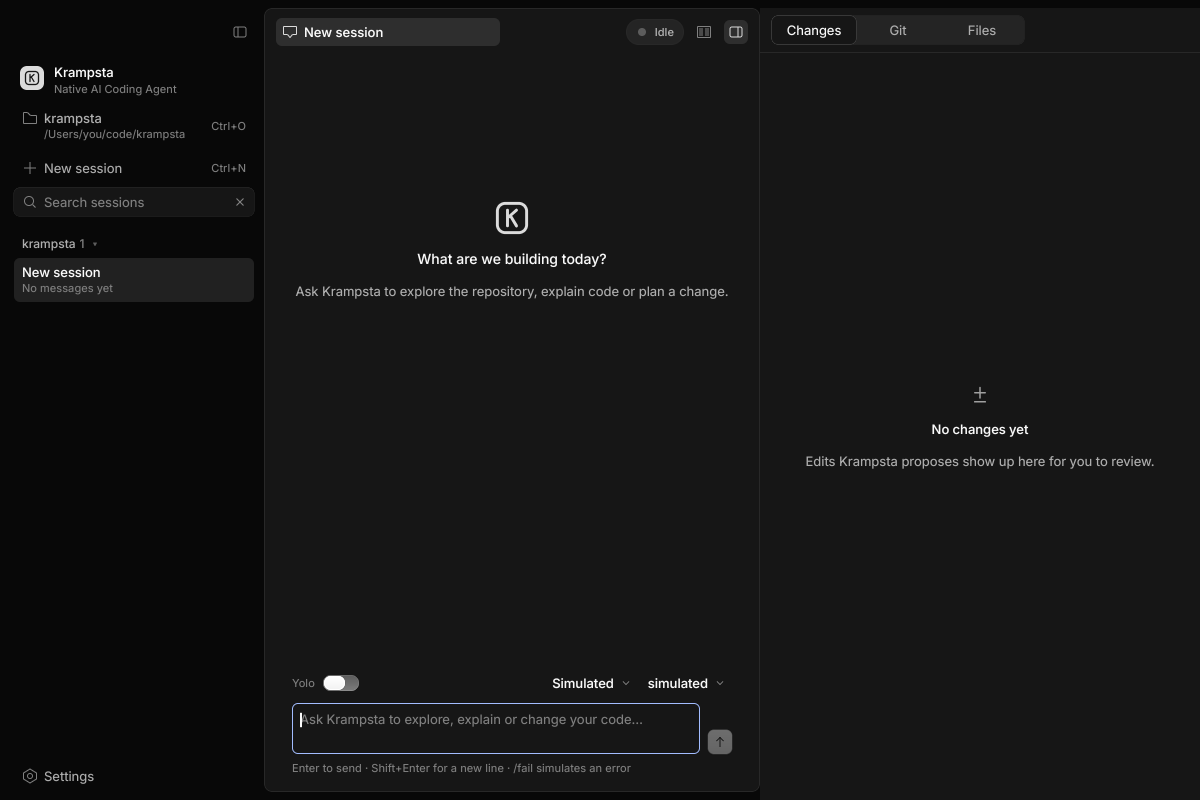 Krampsta
Native AI Coding Agent
krampsta
/Users/you/code/krampsta
Ctrl+O
New session
Ctrl+N
Search sessions
krampsta 1
New session
No messages yet
Settings
New session
Idle
K
What are we building today?
Ask Krampsta to explore the repository, explain code or plan a change.
Yolo
Simulated
simulated
Ask Krampsta to explore, explain or change your code...
Enter to send · Shift+Enter for a new line · /fail simulates an error
Changes
Git
Files
No changes yet
Edits Krampsta proposes show up here for you to review.